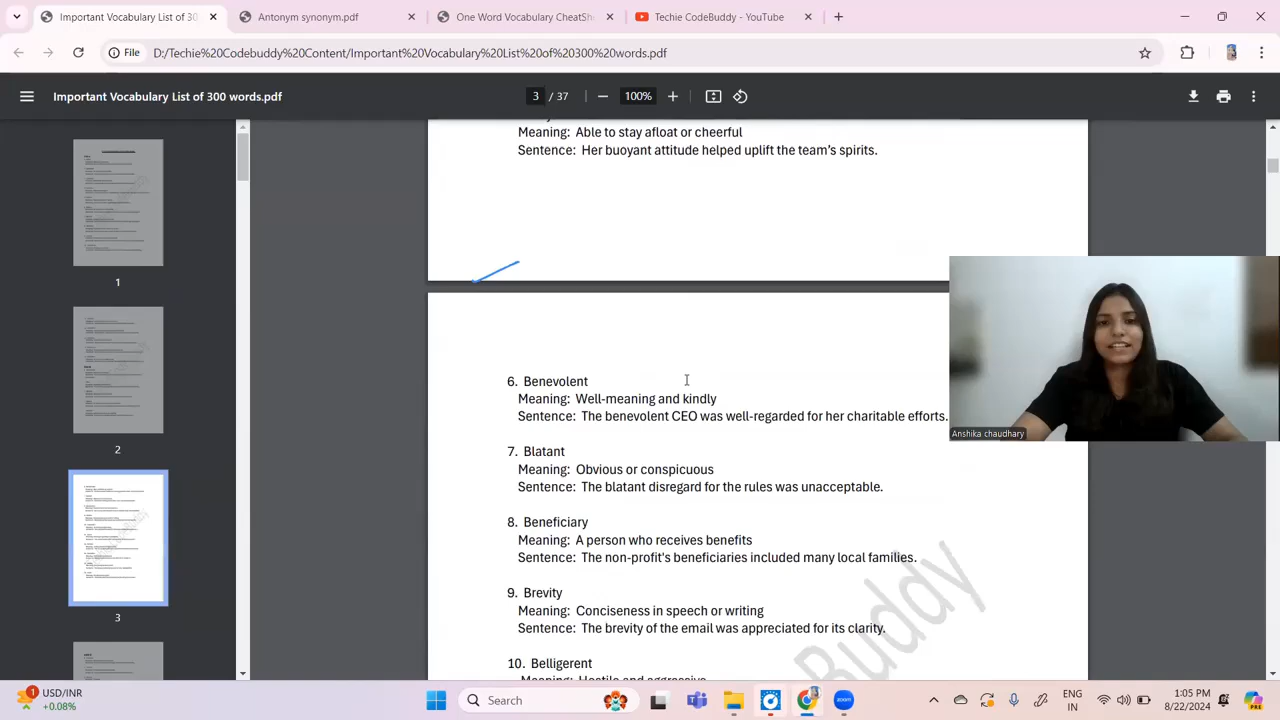 Important Vocabulary List of 30
Antonym synonym.pdf
One Word Vocabulary CheatSh
Techie CodeBuddy - YouTube
File
D:/Techie%20Codebuddy%20Content/Important%20Vocabulary%20List%20of%20300%20words.pdf
Important Vocabulary List of 300 words.pdf
3 / 37
100%
Meaning: Able to stay afloat or cheerful
Sentence: Her buoyant attitude helped uplift the team's spirits.
1
6. Benevolent
Meaning: Well-meaning and kindly
Sentence: The benevolent CEO was well-regarded for her charitable efforts.
Anshika chaudhary
7. Blatant
Meaning: Obvious or conspicuous
2
Sentence: The blatant disregard for the rules was unacceptable.
8. Beneficiary
Meaning: A person who receives benefits
Sentence: The non-profit's beneficiaries included many local families.
9. Brevity
Meaning: Conciseness in speech or writing
3
Sentence: The brevity of the email was appreciated for its clarity.
10. Belligerent
Meaning: Hostile and aggressive
Buddy
1
USD/INR
+0.08%
Search
zoom
ENG
IN
1:05 PM
8/22/2024